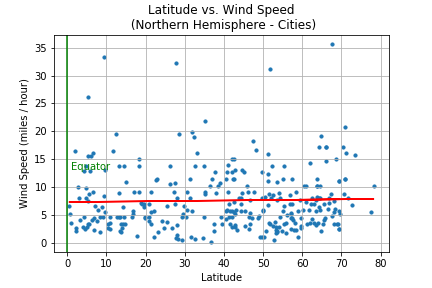 Latitude vs. Wind Speed
(Northern Hemisphere - Cities)
35
30
25
20
15
10
5
0
Wind Speed (miles / hour)
Equator
0 10 20 30 40 50 60 70 80
Latitude